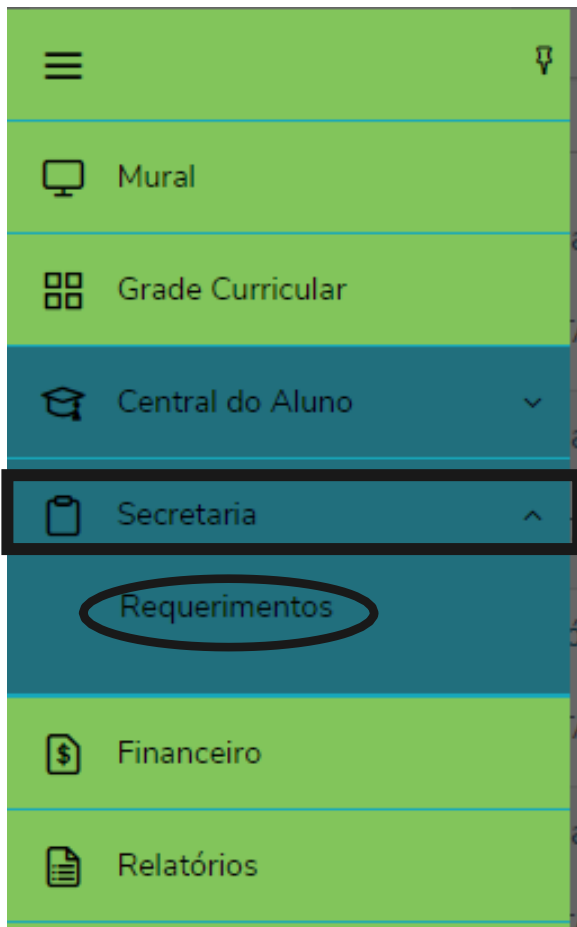 Mural
Grade Curricular
Central do Aluno
Secretaria
Requerimentos
Financeiro
Relatórios